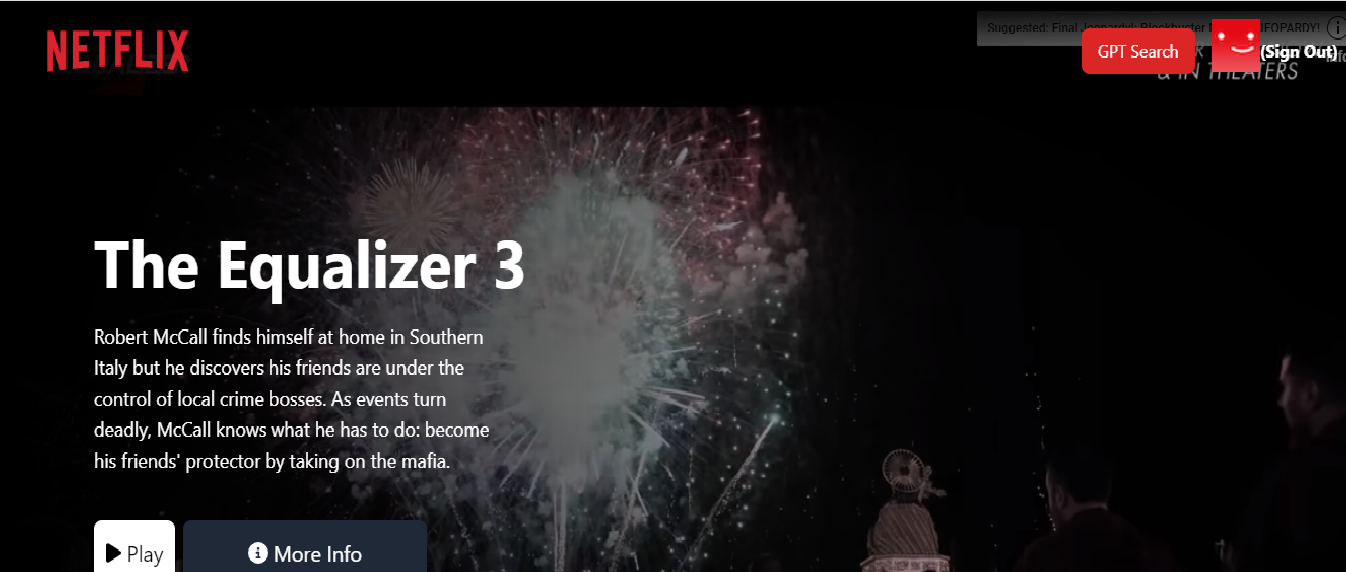 NETFLIX
Suggested: Final Jeopardy!: Blockbuster
GPT Search
(Sign Out)
& IN THEATERS
The Equalizer 3
Robert McCall finds himself at home in Southern
Italy but he discovers his friends are under the
control of local crime bosses. As events turn
deadly, McCall knows what he has to do: become
his friends' protector by taking on the mafia.
Play
More Info